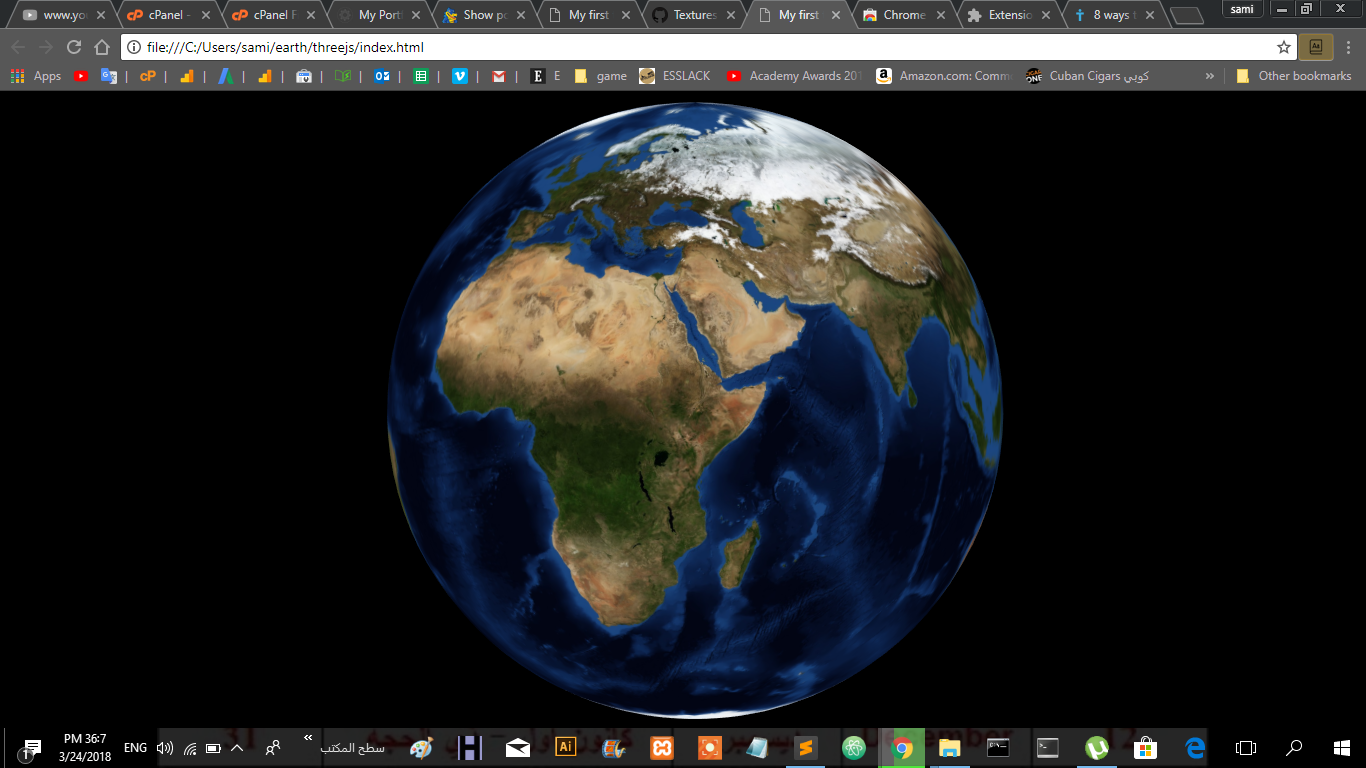 sami
www.yo
cPanel -
cPanel F
My Porti
Show po
My first
Textures
My first
Chrome
Extensio
8 ways t
file:///C:/Users/sami/earth/threejs/index.html
Apps
cP
E
E
game
ESSLACK
Academy Awards 201
Amazon.com: Comm
Cuban Cigars كوبي
»
Other bookmarks
PM 36:7
3/24/2018
ENG
سطح المكتب
Ai